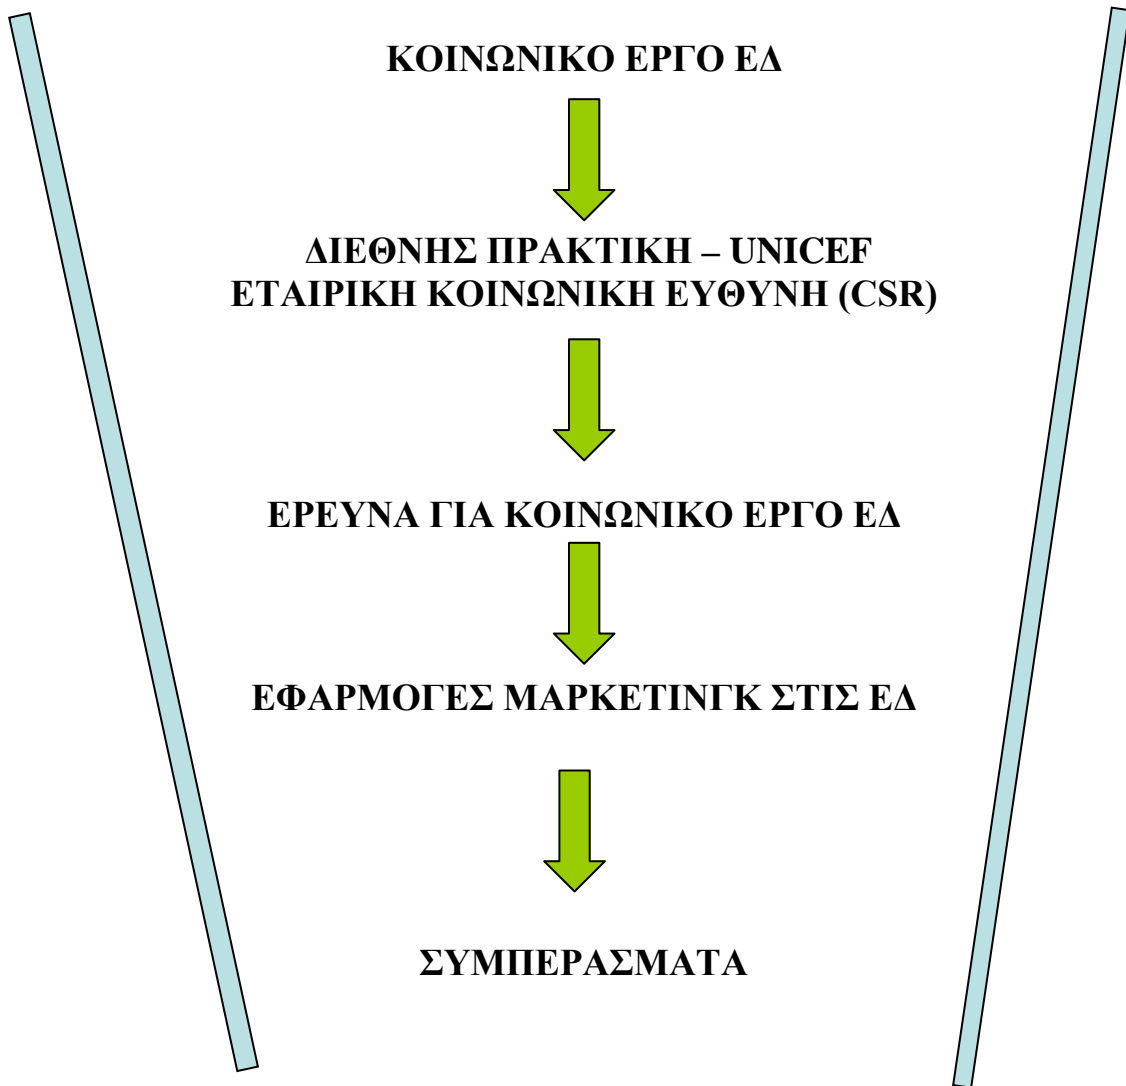 ΚΟΙΝΩΝΙΚΟ ΕΡΓΟ ΕΔ
ΔΙΕΘΝΗΣ ΠΡΑΚΤΙΚΗ – UNICEF
ΕΤΑΙΡΙΚΗ ΚΟΙΝΩΝΙΚΗ ΕΥΘΥΝΗ (CSR)
ΕΡΕΥΝΑ ΓΙΑ ΚΟΙΝΩΝΙΚΟ ΕΡΓΟ ΕΔ
ΕΦΑΡΜΟΓΕΣ ΜΑΡΚΕΤΙΝΓΚ ΣΤΙΣ ΕΔ
ΣΥΜΠΕΡΑΣΜΑΤΑ